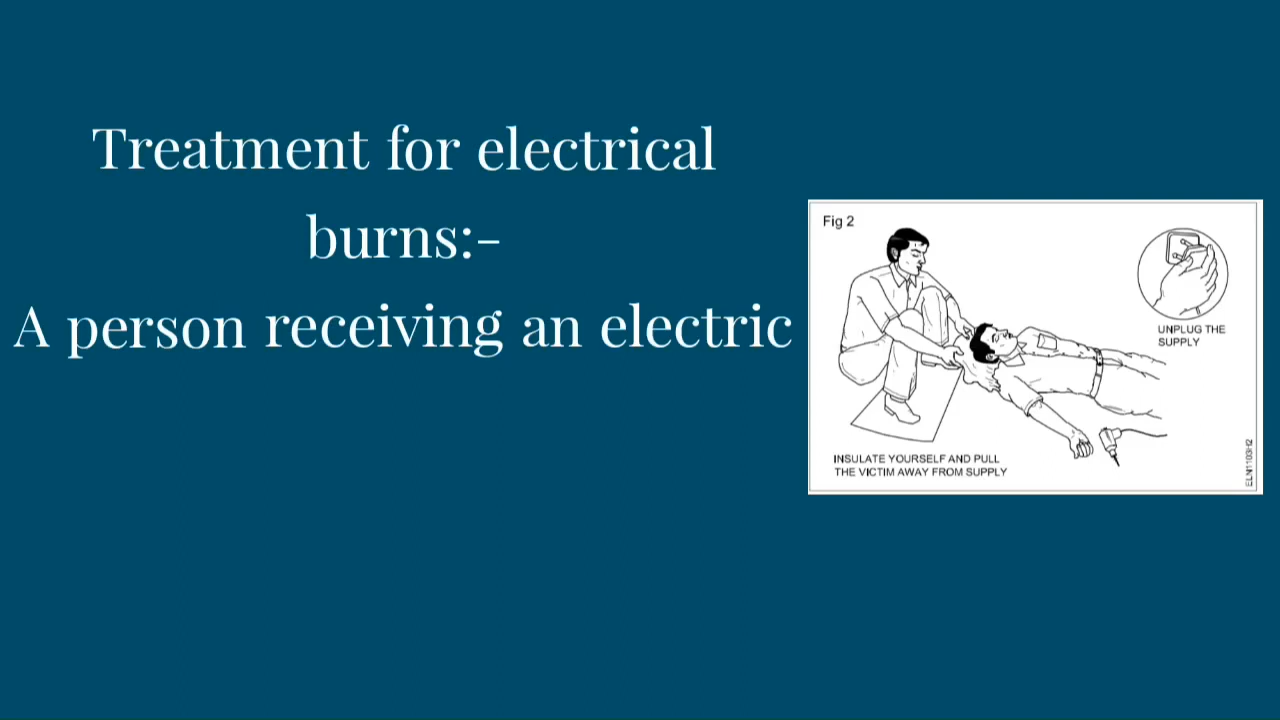 Treatment for electrical
burns:-
A person receiving an electric
Fig 2
UNPLUG THE
SUPPLY
INSULATE YOURSELF AND PULL
THE VICTIM AWAY FROM SUPPLY
ELN1103H2